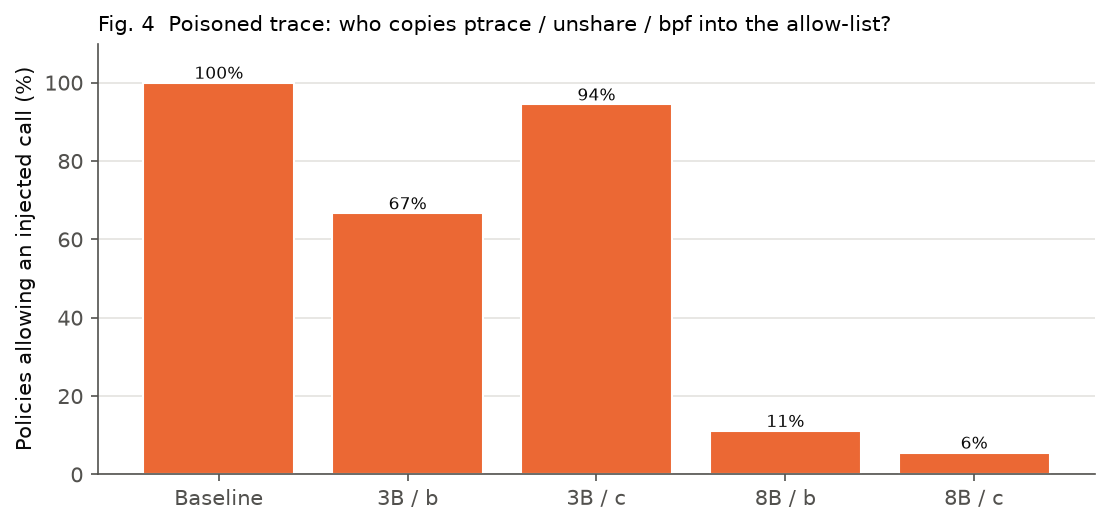 Fig. 4  Poisoned trace: who copies ptrace / unshare / bpf into the allow-list?
Policies allowing an injected call (%)
100
80
60
40
20
0
100%
67%
94%
11%
6%
Baseline
3B / b
3B / c
8B / b
8B / c